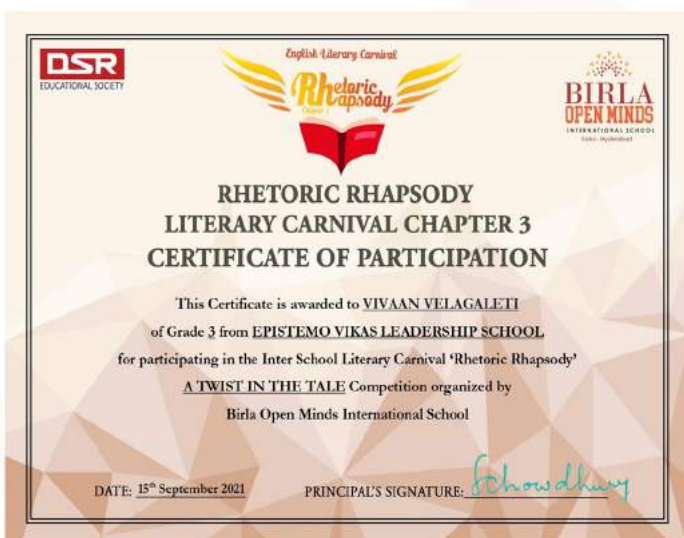 DSR
EDUCATIONAL SOCIETY
English Literary Carnival
Rhetoric
Rhapsody
BIRLA
OPEN MINDS
INTERNATIONAL SCHOOL
RHETORIC RHAPSODY
LITERARY CARNIVAL CHAPTER 3
CERTIFICATE OF PARTICIPATION
This Certificate is awarded to VIVAAN VELAGALETI
of Grade 3 from EPISTEMO VIKAS LEADERSHIP SCHOOL
for participating in the Inter School Literary Carnival ‘Rhetoric Rhapsody’
A TWIST IN THE TALE Competition organized by
Birla Open Minds International School
DATE: 15th September 2021
PRINCIPAL'S SIGNATURE: Schowdhury